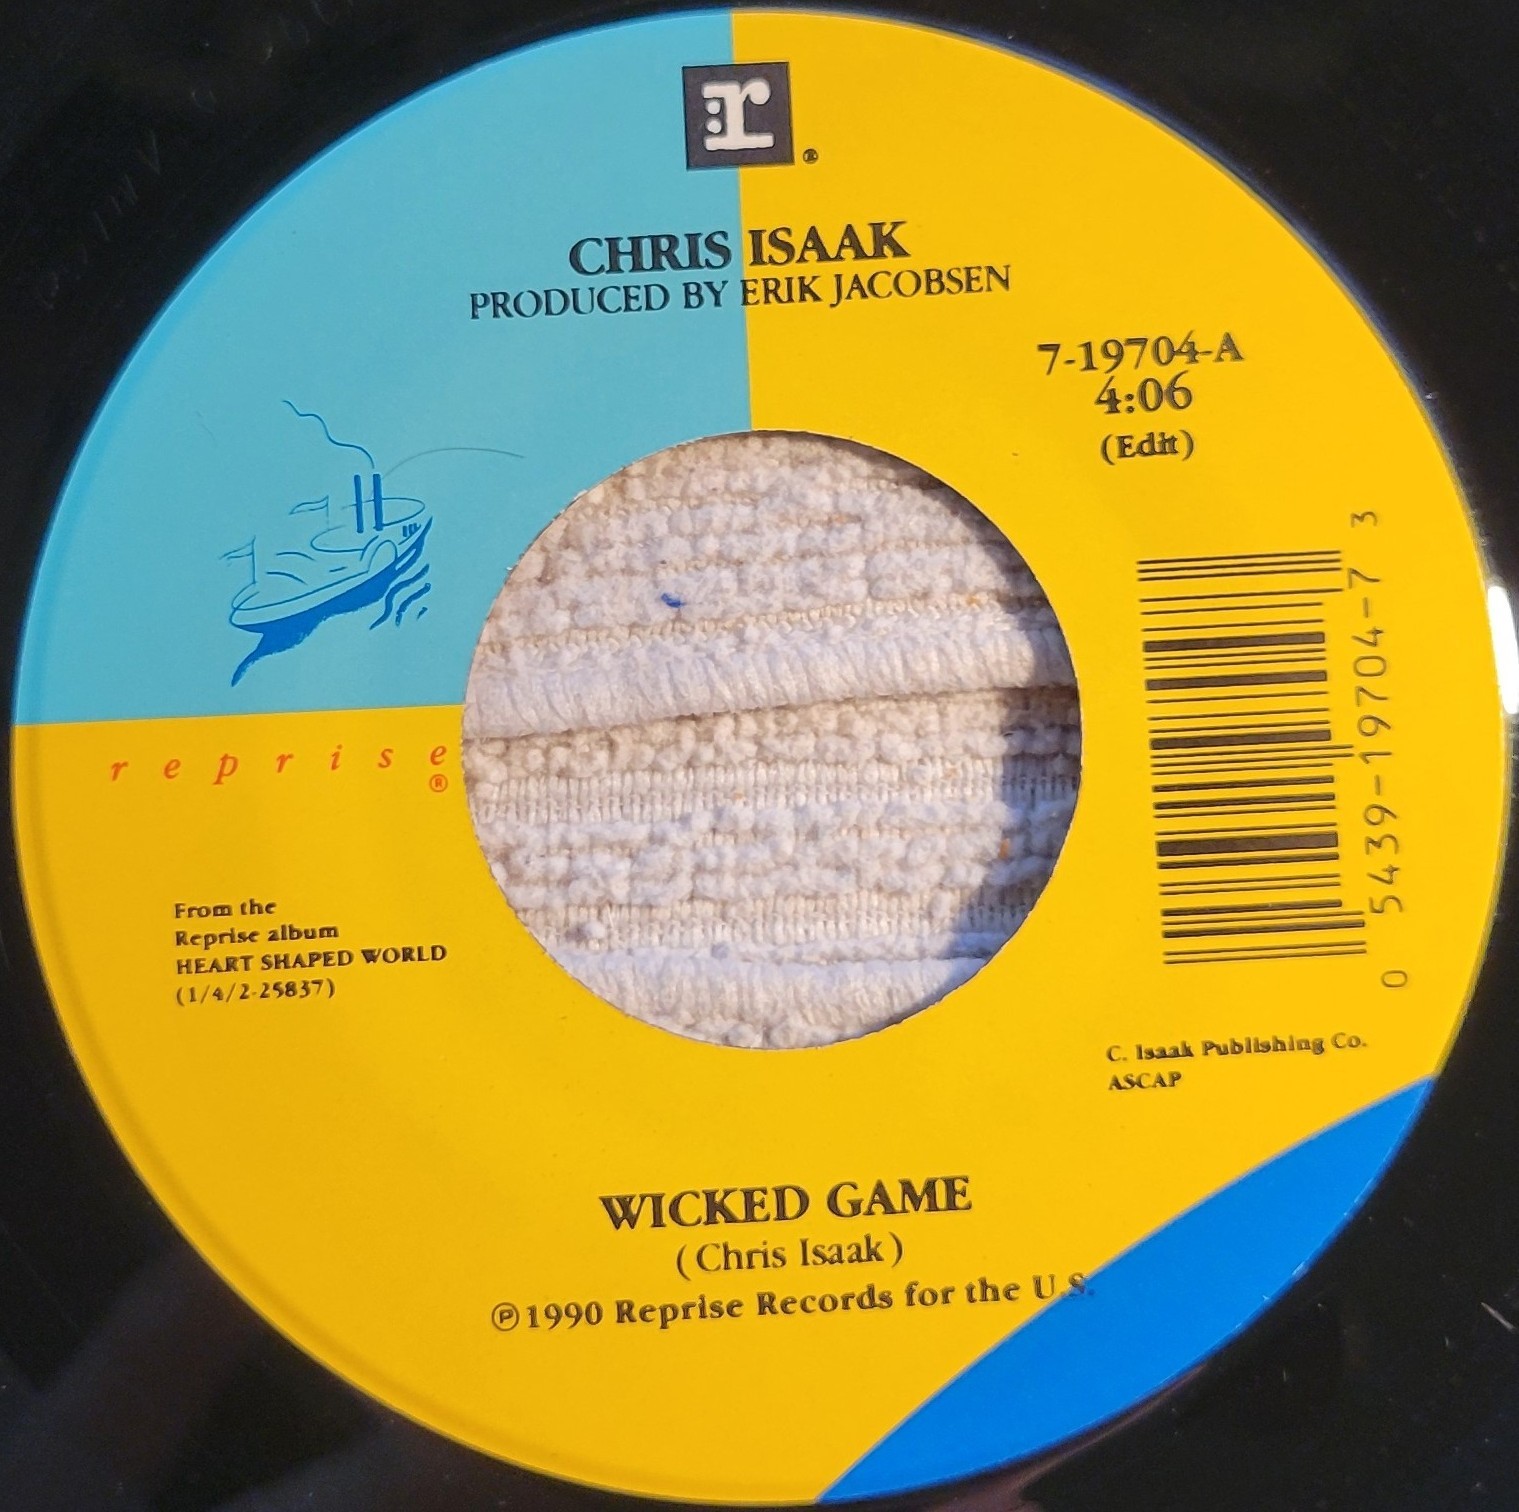 r
®
CHRIS ISAAK
PRODUCED BY ERIK JACOBSEN
7-19704-A
4:06
(Edit)
reprise
®
From the
Reprise album
HEART SHAPED WORLD
(1/4/2-25837)
0 5439-19704-7 3
C. Isaak Publishing Co.
ASCAP
WICKED GAME
(Chris Isaak)
℗1990 Reprise Records for the U.S.